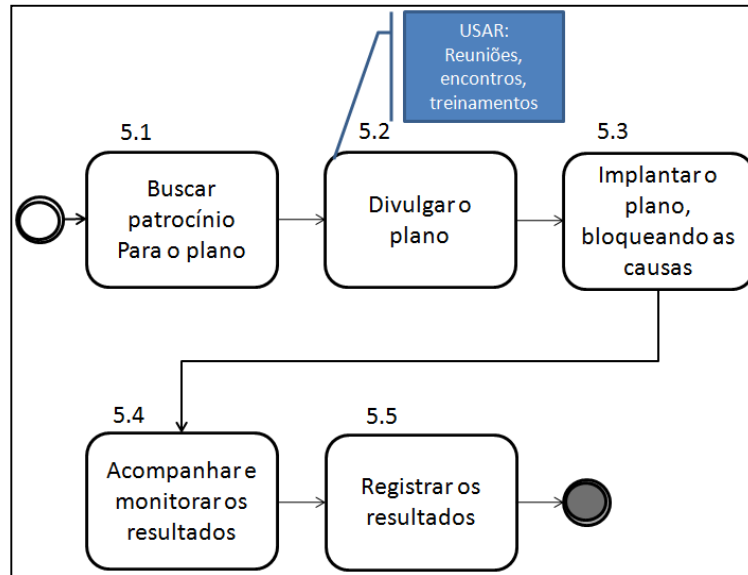 USAR:
Reuniões,
encontros,
treinamentos
5.1
Buscar
patrocínio
Para o plano
5.2
Divulgar o
plano
5.3
Implantar o
plano,
bloqueando as
causas
5.4
Acompanhar e
monitorar os
resultados
5.5
Registrar os
resultados